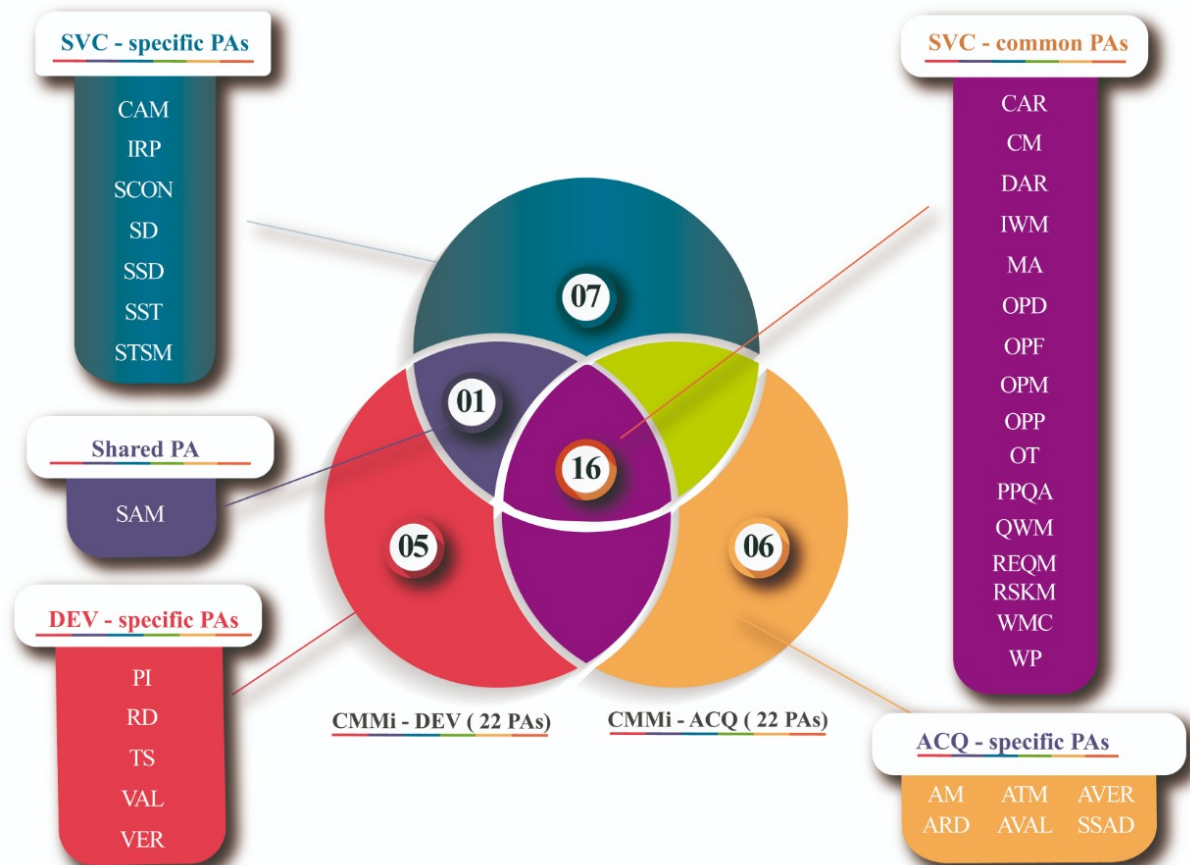 SVC - specific PAs
CAM
IRP
SCON
SD
SSD
SST
STSM
Shared PA
SAM
DEV - specific PAs
PI
RD
TS
VAL
VER
07
01
16
05
06
CMMi - DEV ( 22 PAs)
CMMi - ACQ ( 22 PAs)
SVC - common PAs
CAR
CM
DAR
IWM
MA
OPD
OPF
OPM
OPP
OT
PPQA
QWM
REQM
RSKM
WMC
WP
ACQ - specific PAs
AM ATM AVER
ARD AVAL SSAD